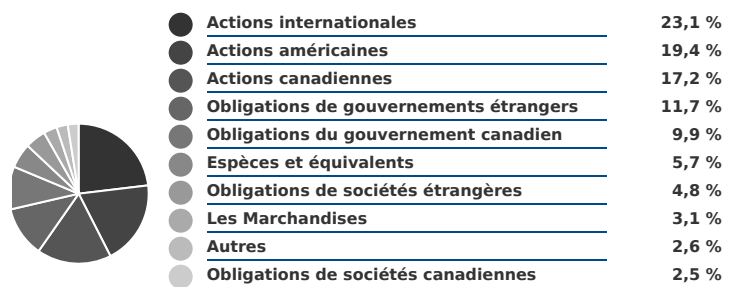 Actions internationales 23,1 %
Actions américaines 19,4 %
Actions canadiennes 17,2 %
Obligations de gouvernements étrangers 11,7 %
Obligations du gouvernement canadien 9,9 %
Espèces et équivalents 5,7 %
Obligations de sociétés étrangères 4,8 %
Les Marchandises 3,1 %
Autres 2,6 %
Obligations de sociétés canadiennes 2,5 %